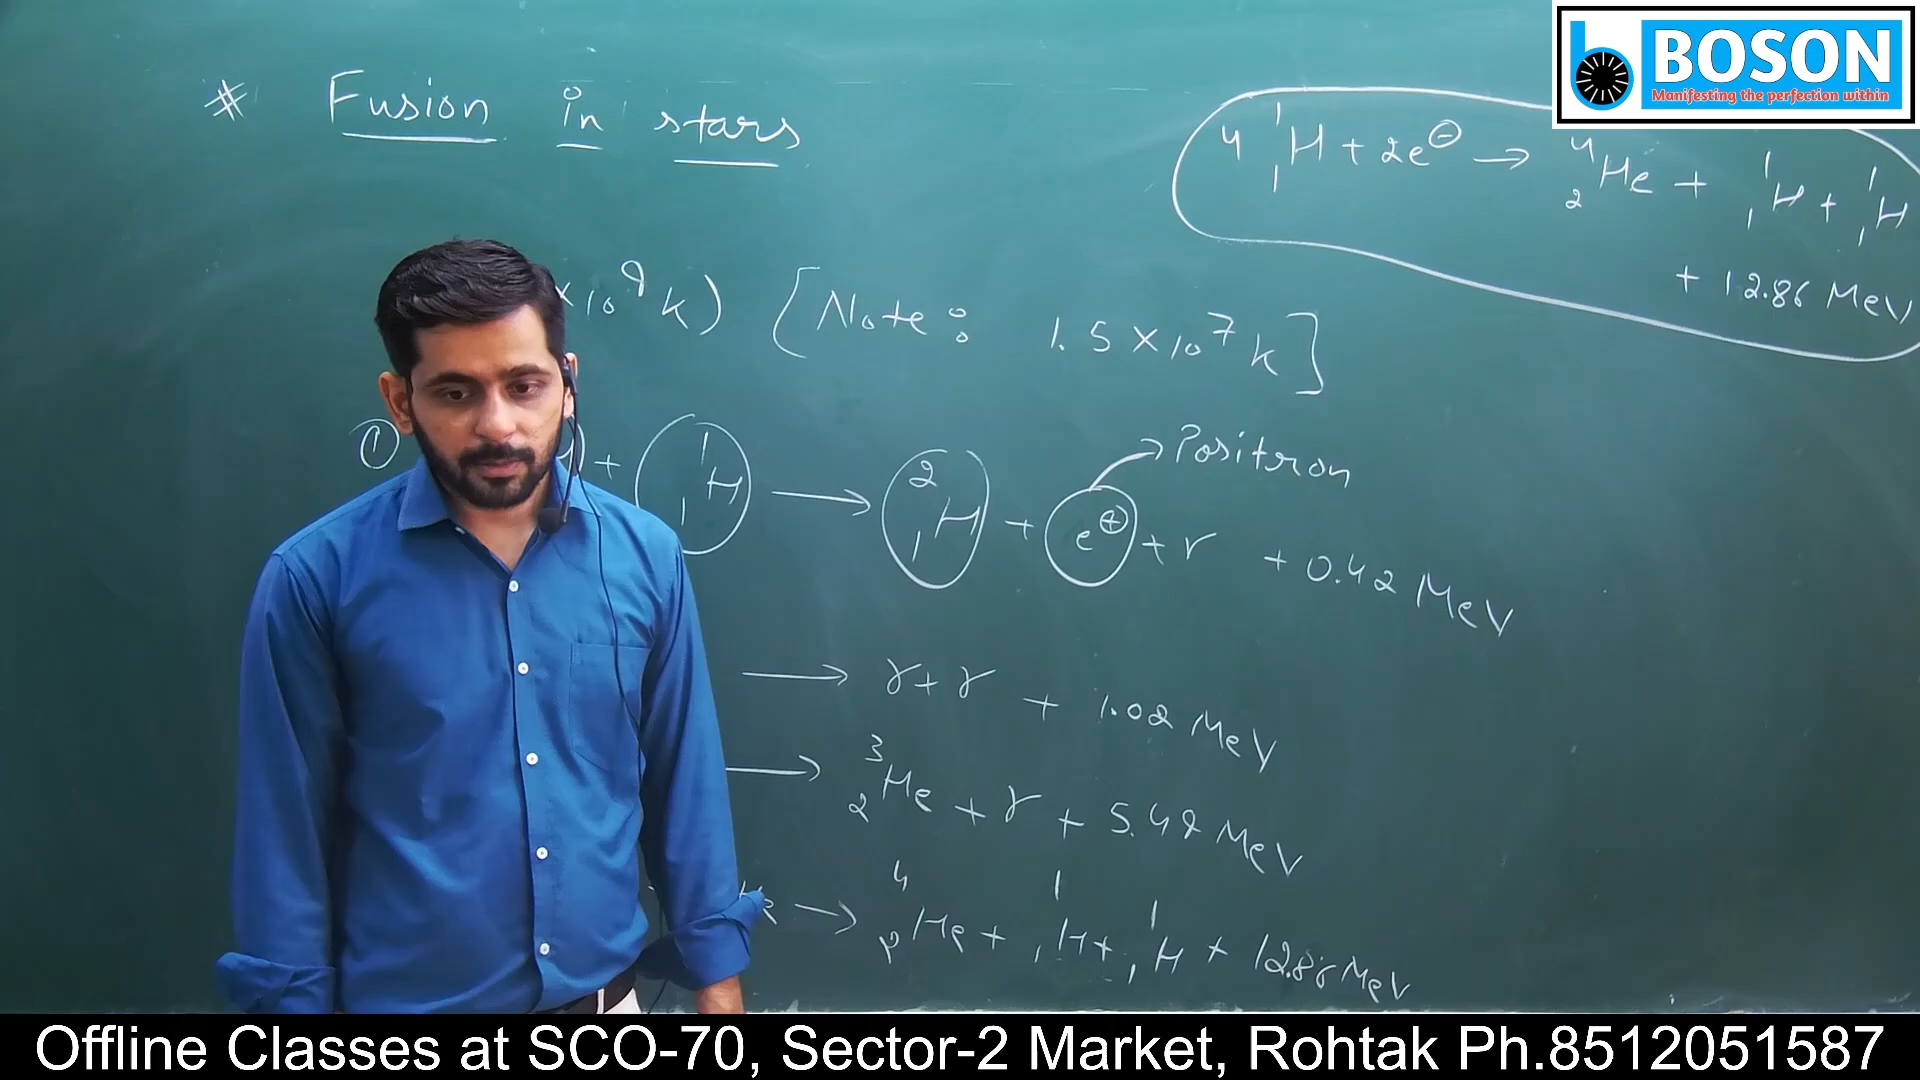 BOSON
Manifesting the perfection within
# Fusion in stars
4 ¹₁H + 2e⊖ → ⁴₂He + ¹₁H + ¹₁H
+ 12.86 MeV
×10⁹ K) [Note: 1.5 × 10⁷ K]
→ Positron
① + ¹₁H → ²₁H + e⊕ + r + 0.42 MeV
→ γ + γ + 1.02 MeV
→ ³₂He + γ + 5.49 MeV
→ ⁴₂He + ¹₁H + ¹₁H + 12.86 MeV
Offline Classes at SCO-70, Sector-2 Market, Rohtak Ph.8512051587